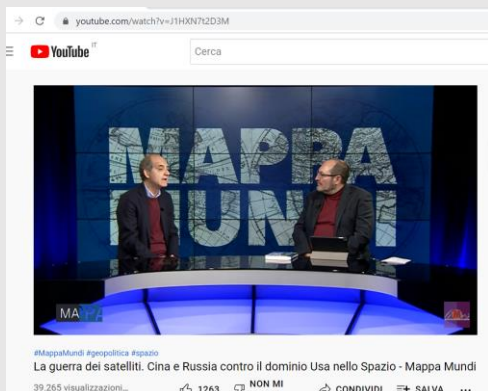 youtube.com/watch?v=J1HXN7t2D3M
YouTube IT
Cerca
MAPPA
MUNDI
MAPPA
#MappaMundi #geopolitica #spazio
La guerra dei satelliti. Cina e Russia contro il dominio Usa nello Spazio - Mappa Mundi
39.265 visualizzazioni... 1263 NON MI CONDIVIDI SALVA ...